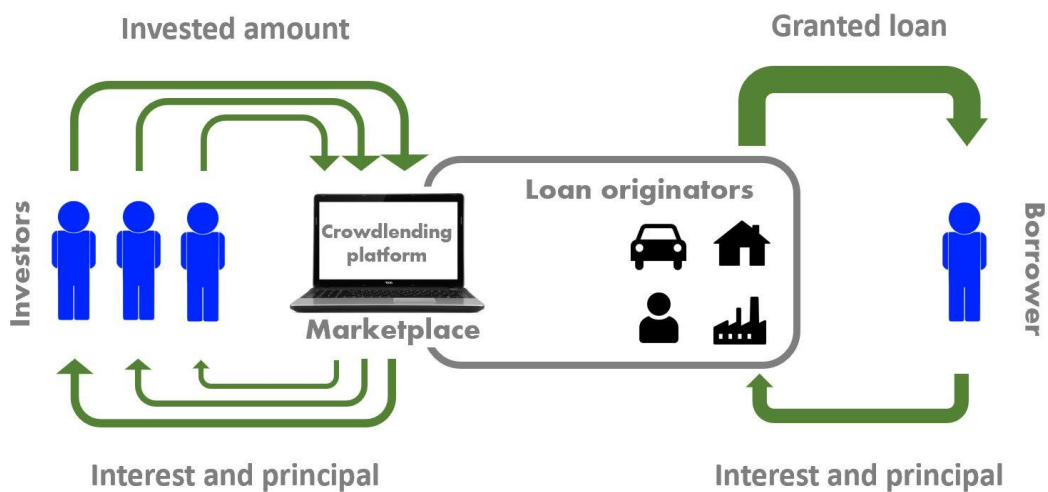 Invested amount
Granted loan
Investors
Crowdlending
platform
Marketplace
Loan originators
Borrower
Interest and principal
Interest and principal